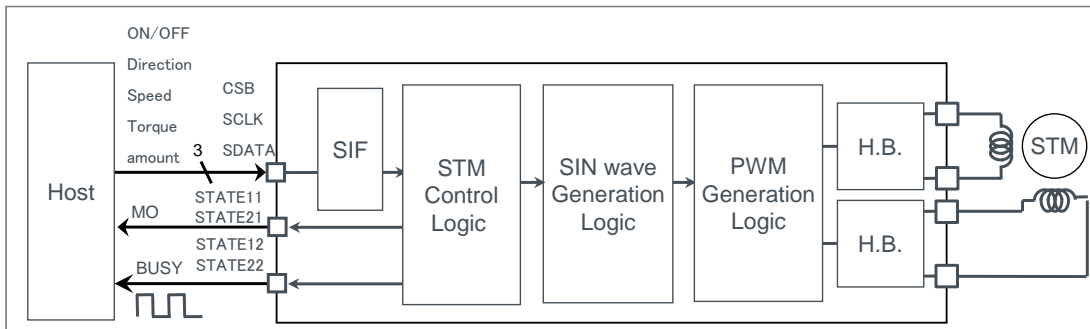 ON/OFF
Direction
Speed
Torque
amount
CSB
SCLK
SDATA
3
Host
MO
BUSY
STATE11
STATE21
STATE12
STATE22
SIF
STM
Control
Logic
SIN wave
Generation
Logic
PWM
Generation
Logic
H.B.
H.B.
STM